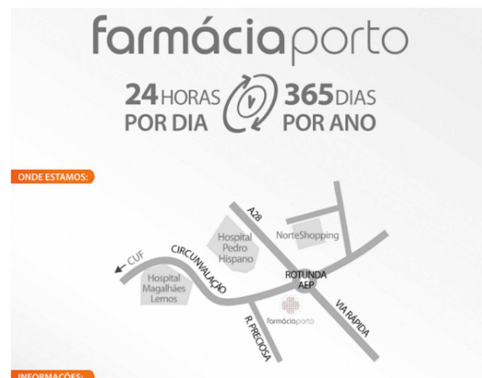 farmáciaporto
24 HORAS POR DIA
365 DIAS POR ANO
ONDE ESTAMOS:
A28
NorteShopping
Hospital
Pedro
Hispano
CUF
CIRCUNVALAÇÃO
Hospital
Magalhães
Lemos
ROTUNDA
AEP
farmáciaporto
VIA RÁPIDA
R. PRECIOSA
INFORMAÇÕES: